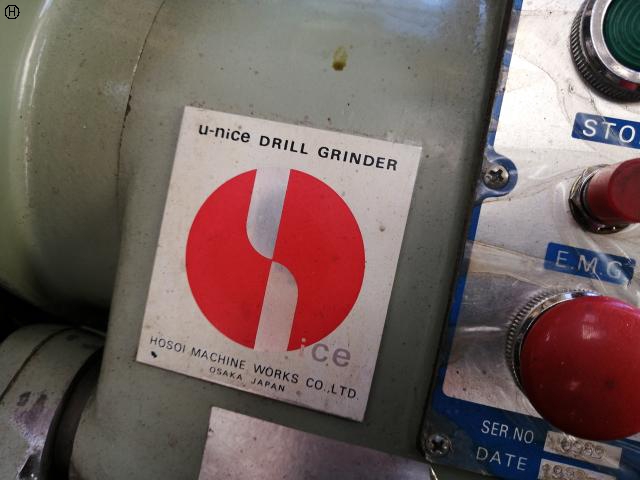 H
u-nice DRILL GRINDER
ice
HOSOI MACHINE WORKS CO.,LTD.
OSAKA JAPAN
STO
E.M.G
SER NO
DATE